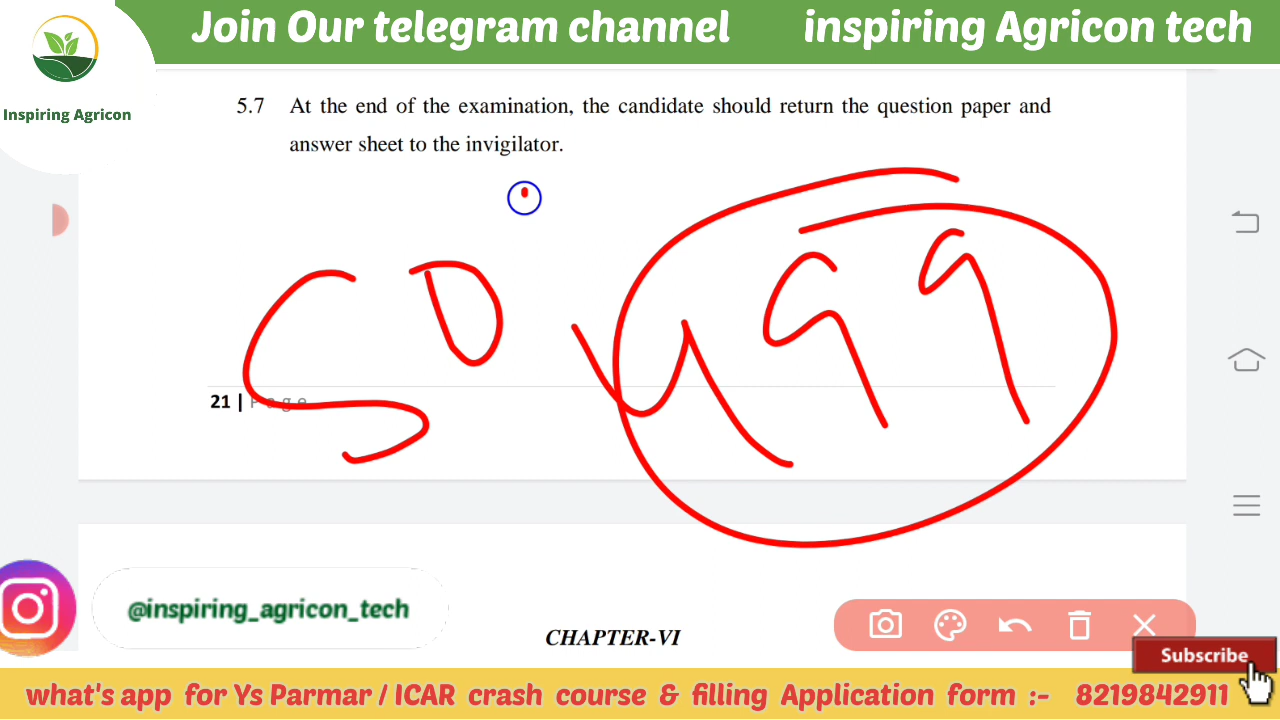 Join Our telegram channel inspiring Agricon tech
Inspiring Agricon
5.7 At the end of the examination, the candidate should return the question paper and
answer sheet to the invigilator.
50
499
21 | Page
@inspiring_agricon_tech
CHAPTER-VI
Subscribe
what's app for Ys Parmar / ICAR crash course & filling Application form :- 8219842911